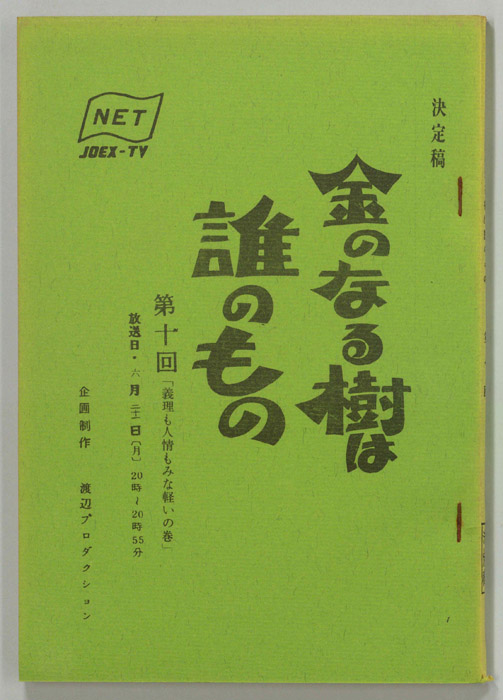 決定稿
金のなる樹は
誰のもの
第十回「義理も人情もみな軽いの巻」
放送日・六月二十一日〔月〕20時~20時55分
企画制作 渡辺プロダクション
NET
JOEX-TV